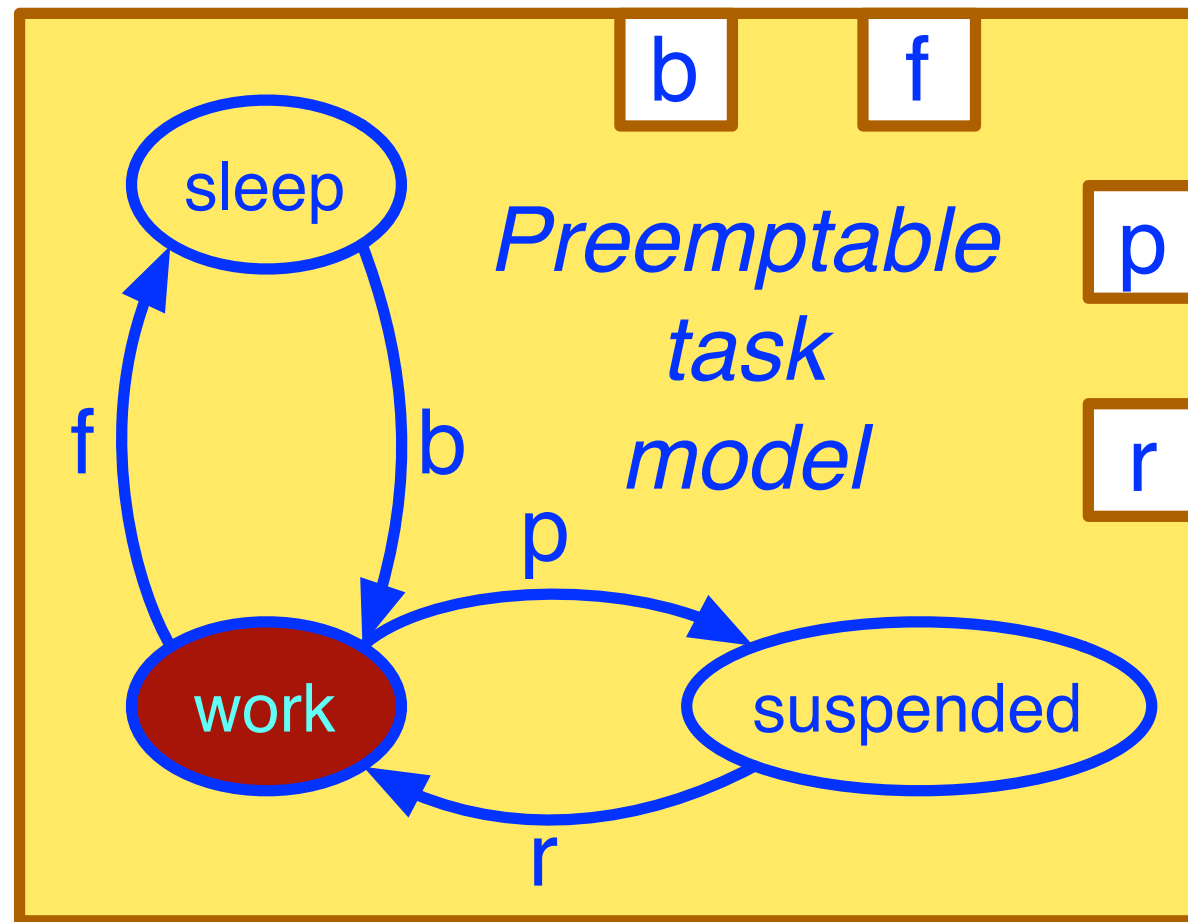 b
f
sleep
Preemptable
p
task
f
b
model
r
p
work
suspended
r